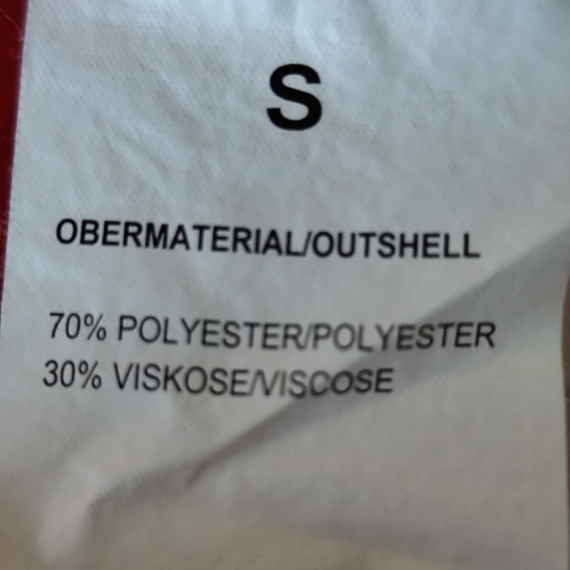 S
OBERMATERIAL/OUTSHELL
70% POLYESTER/POLYESTER
30% VISKOSE/VISCOSE